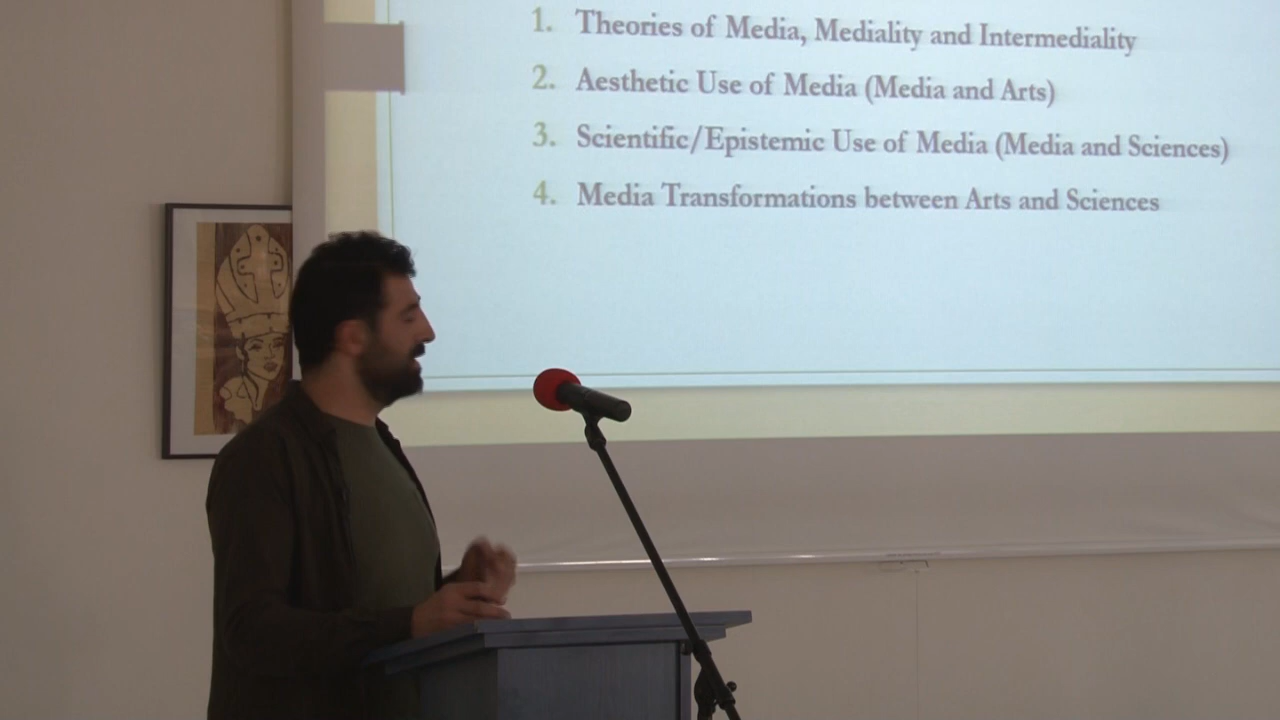 1. Theories of Media, Mediality and Intermediality
2. Aesthetic Use of Media (Media and Arts)
3. Scientific/Epistemic Use of Media (Media and Sciences)
4. Media Transformations between Arts and Sciences